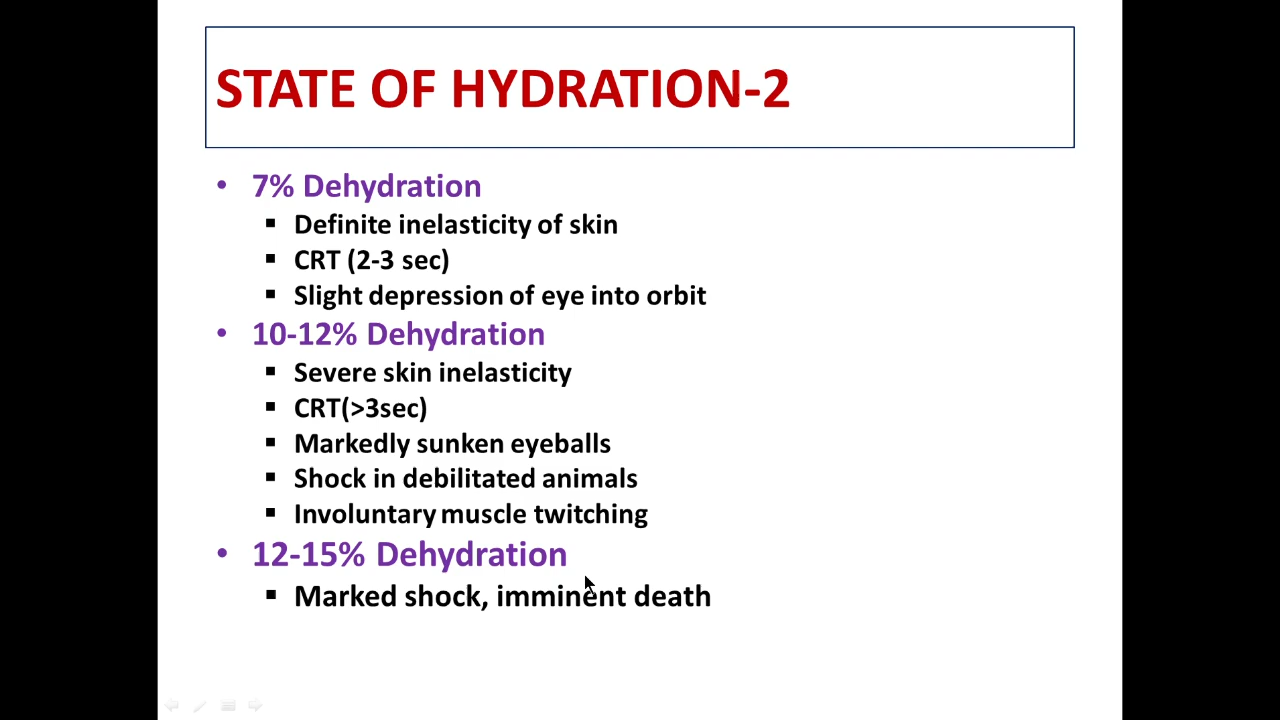 STATE OF HYDRATION-2
• 7% Dehydration
▪ Definite inelasticity of skin
▪ CRT (2-3 sec)
▪ Slight depression of eye into orbit
• 10-12% Dehydration
▪ Severe skin inelasticity
▪ CRT(>3sec)
▪ Markedly sunken eyeballs
▪ Shock in debilitated animals
▪ Involuntary muscle twitching
• 12-15% Dehydration
▪ Marked shock, imminent death